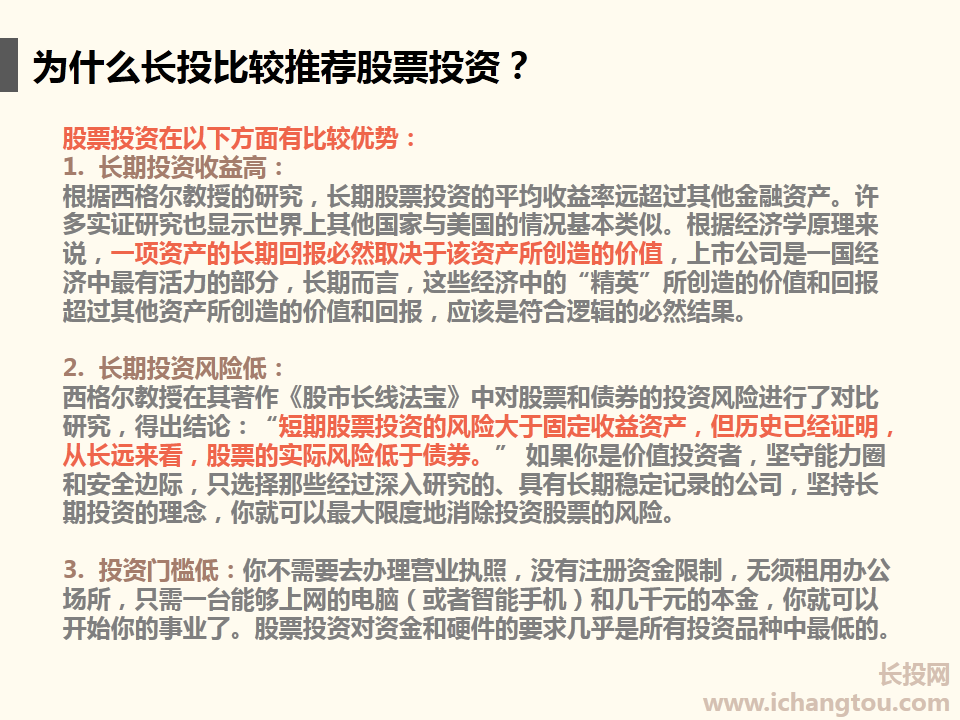 为什么长投比较推荐股票投资？
股票投资在以下方面有比较优势：
1. 长期投资收益高：
根据西格尔教授的研究，长期股票投资的平均收益率远超过其他金融资产。许
多实证研究也显示世界上其他国家与美国的情况基本类似。根据经济学原理来
说，一项资产的长期回报必然取决于该资产所创造的价值，上市公司是一国经
济中最有活力的部分，长期而言，这些经济中的“精英”所创造的价值和回报
超过其他资产所创造的价值和回报，应该是符合逻辑的必然结果。
2. 长期投资风险低：
西格尔教授在其著作《股市长线法宝》中对股票和债券的投资风险进行了对比
研究，得出结论：“短期股票投资的风险大于固定收益资产，但历史已经证明，
从长远来看，股票的实际风险低于债券。” 如果你是价值投资者，坚守能力圈
和安全边际，只选择那些经过深入研究的、具有长期稳定记录的公司，坚持长
期投资的理念，你就可以最大限度地消除投资股票的风险。
3. 投资门槛低：你不需要去办理营业执照，没有注册资金限制，无须租用办公
场所，只需一台能够上网的电脑（或者智能手机）和几千元的本金，你就可以
开始你的事业了。股票投资对资金和硬件的要求几乎是所有投资品种中最低的。
长投网
www.ichangtou.com